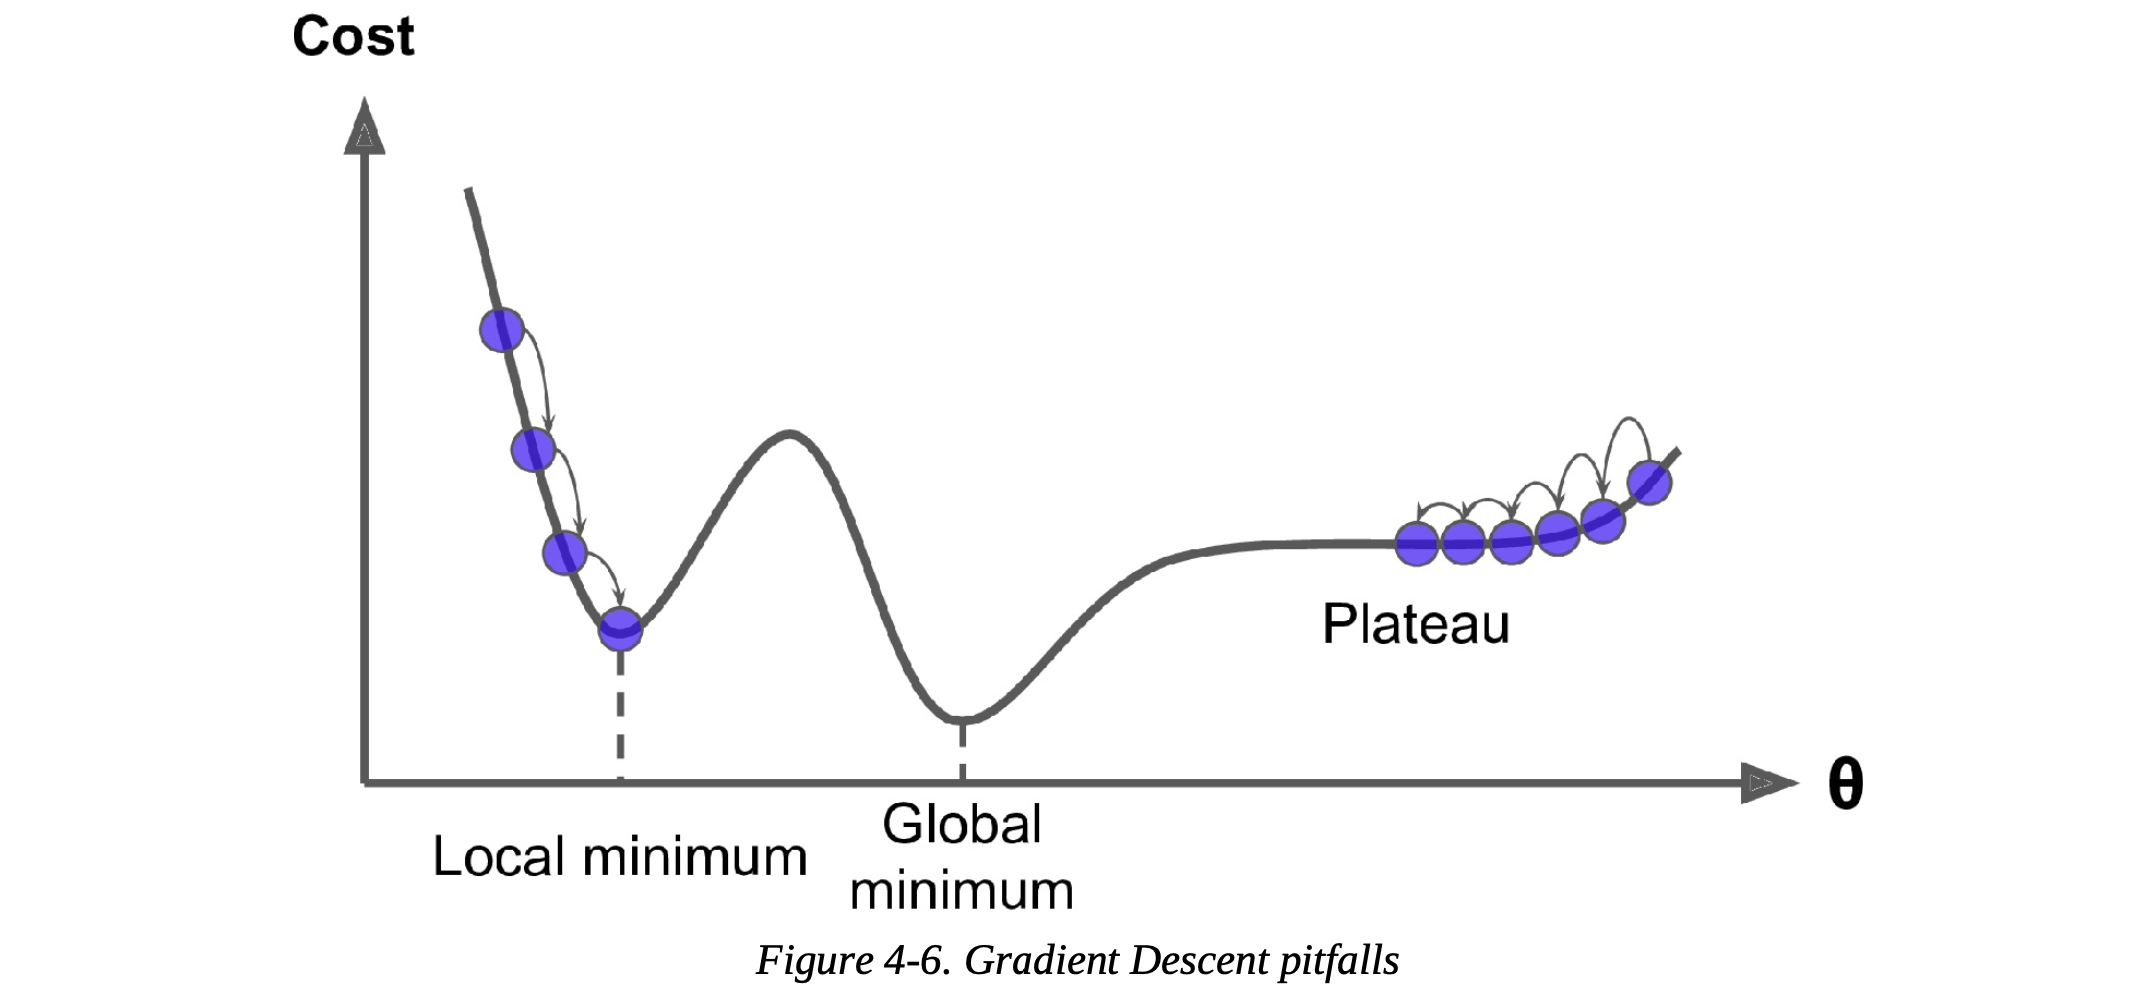 Cost
Plateau
θ
Local minimum
Global
minimum
Figure 4-6. Gradient Descent pitfalls